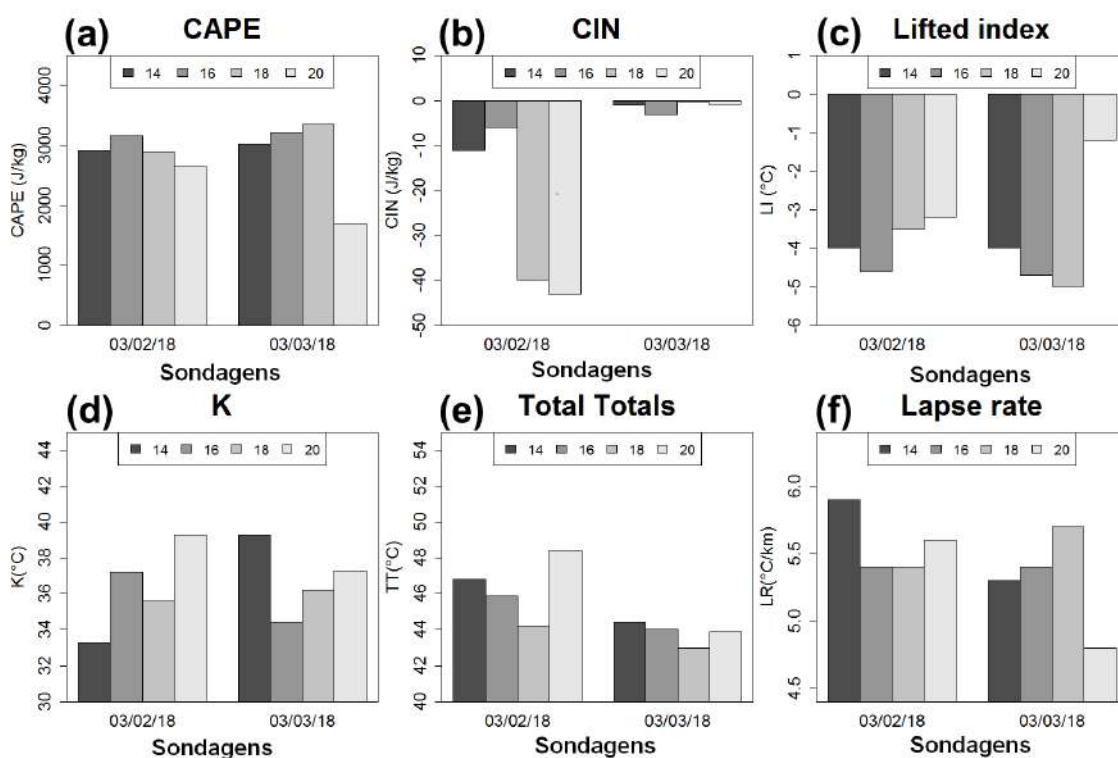 (a) CAPE
14 16 18 20
CAPE (J/kg)
4000
3000
2000
1000
0
03/02/18 03/03/18
Sondagens
(b) CIN
14 16 18 20
CIN (J/kg)
10
0
-10
-20
-30
-40
-50
03/02/18 03/03/18
Sondagens
(c) Lifted index
14 16 18 20
LI (°C)
1
0
-1
-2
-3
-4
-5
-6
03/02/18 03/03/18
Sondagens
(d) K
14 16 18 20
K(°C)
44
42
40
38
36
34
32
30
03/02/18 03/03/18
Sondagens
(e) Total Totals
14 16 18 20
TT(°C)
54
52
50
48
46
44
42
40
03/02/18 03/03/18
Sondagens
(f) Lapse rate
14 16 18 20
LR(°C/km)
6.0
5.5
5.0
4.5
03/02/18 03/03/18
Sondagens